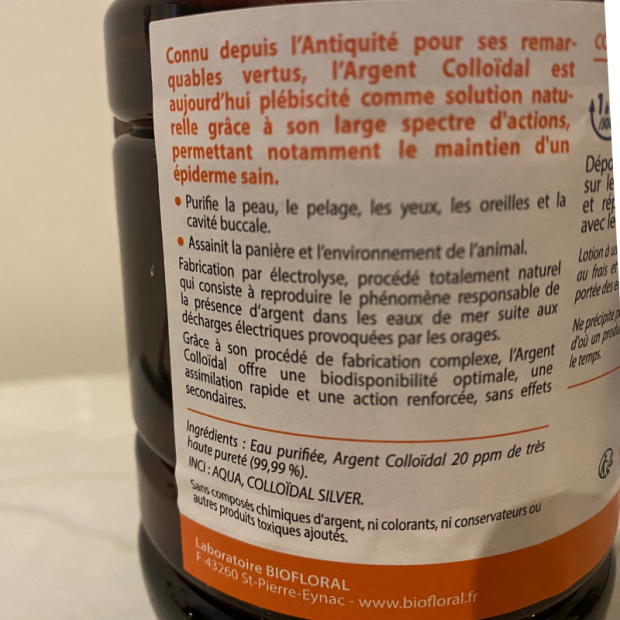 Connu depuis l'Antiquité pour ses remar-
quables vertus, l'Argent Colloïdal est
aujourd'hui plébiscité comme solution natu-
relle grâce à son large spectre d'actions,
permettant notamment le maintien d'un
épiderme sain.
• Purifie la peau, le pelage, les yeux, les oreilles et la
cavité buccale.
• Assainit la panière et l'environnement de l'animal.
Fabrication par électrolyse, procédé totalement naturel
qui consiste à reproduire le phénomène responsable de
la présence d'argent dans les eaux de mer suite aux
décharges électriques provoquées par les orages.
Grâce à son procédé de fabrication complexe, l'Argent
Colloïdal offre une biodisponibilité optimale, une
assimilation rapide et une action renforcée, sans effets
secondaires.
Ingrédients : Eau purifiée, Argent Colloïdal 20 ppm de très
haute pureté (99,99 %).
INCI : AQUA, COLLOÏDAL SILVER.
Sans composés chimiques d'argent, ni colorants, ni conservateurs ou
autres produits toxiques ajoutés.
Laboratoire BIOFLORAL
F-43260 St-Pierre-Eynac - www.biofloral.fr
sur le
et
avec
Lotion à
au frais et
portée des
Ne précipite
d'où un
le temps.